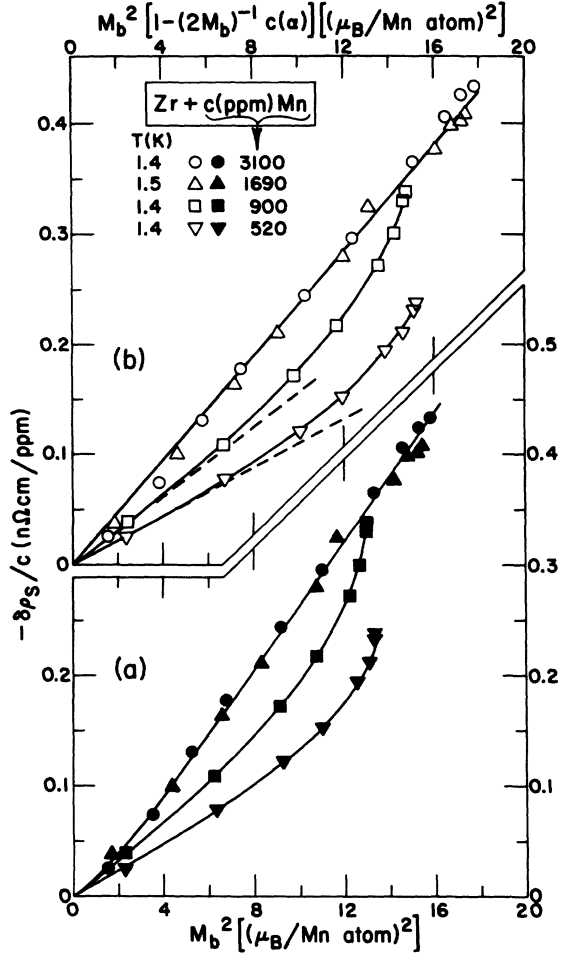 M_b^2 [1-(2M_b)^-1 c(α)] [(μ_B/Mn atom)^2]
0 4 8 12 16 20
Zr + c(ppm) Mn
T(K)
1.4 ○ ● 3100
1.5 △ ▲ 1690
1.4 □ ■ 900
1.4 ▽ ▼ 520
0.4
0.3
0.2
0.1
0
(b)
-δρ_s/c (nΩcm/ppm)
0.5
0.4
0.3
0.2
0.1
0
0.2
0.1
0
(a)
0 4 8 12 16 20
M_b^2 [(μ_B/Mn atom)^2]